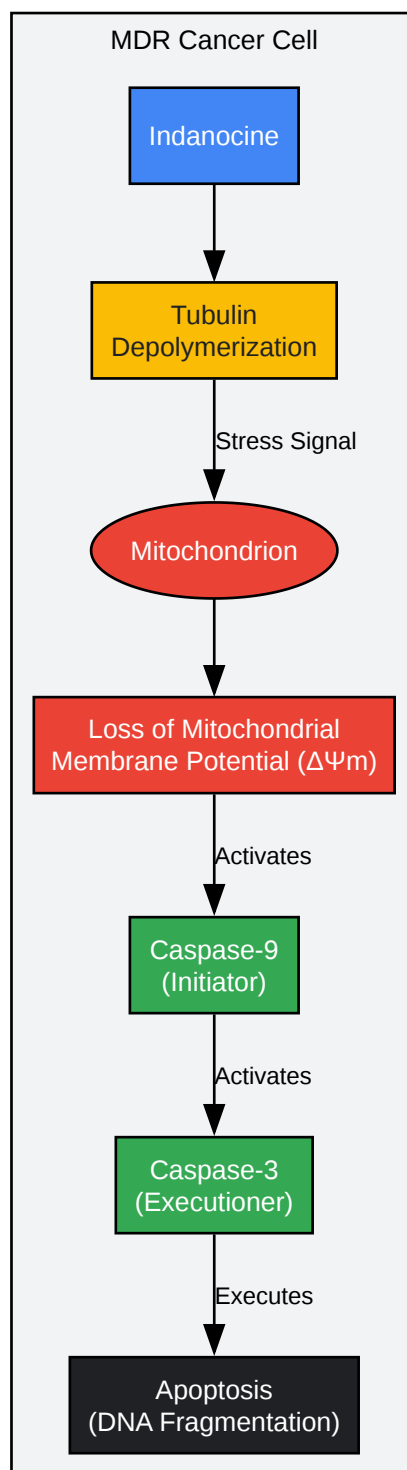 MDR Cancer Cell
Indanocine
Tubulin
Depolymerization
Stress Signal
Mitochondrion
Loss of Mitochondrial
Membrane Potential (ΔΨm)
Activates
Caspase-9
(Initiator)
Activates
Caspase-3
(Executioner)
Executes
Apoptosis
(DNA Fragmentation)